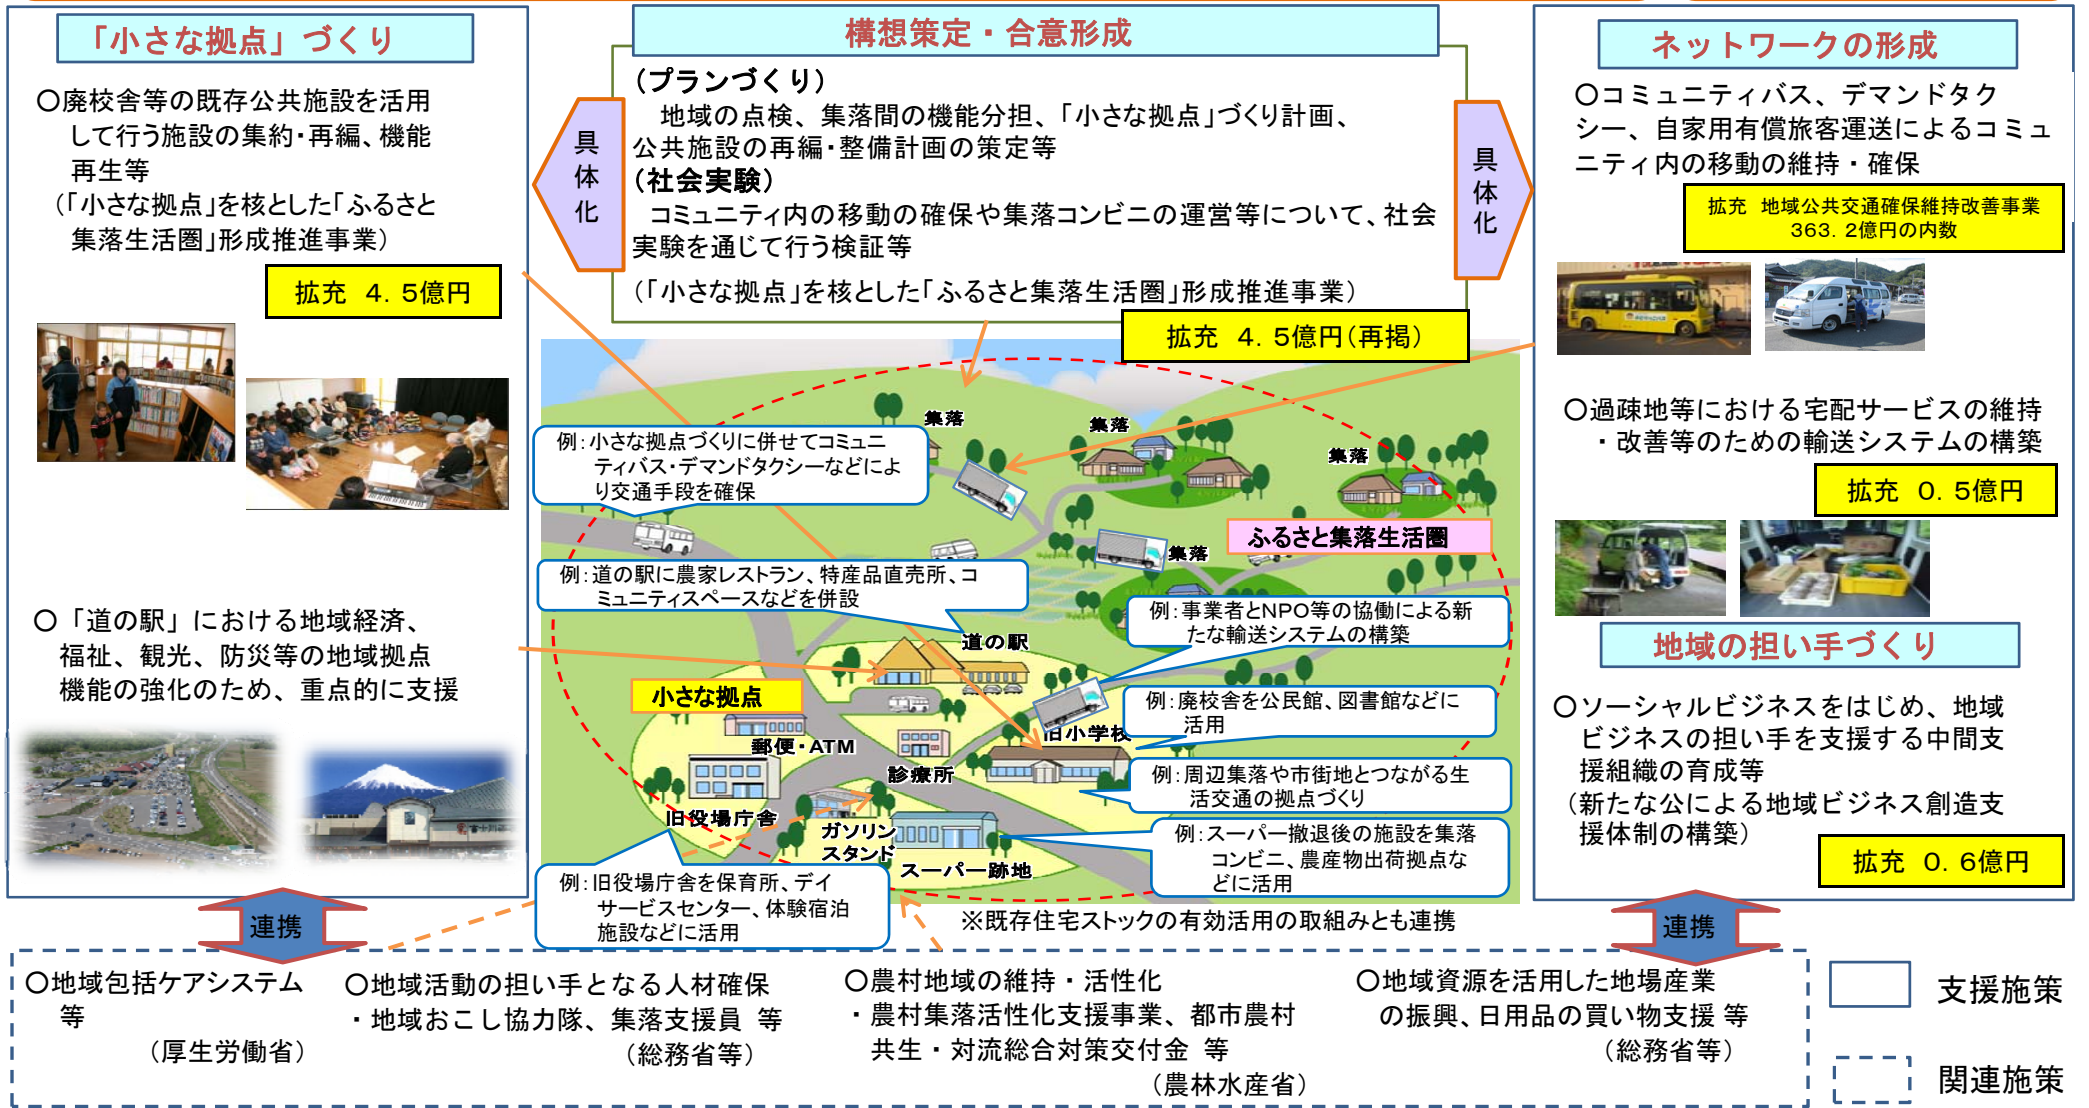 「小さな拠点」づくり
〇廃校舎等の既存公共施設を活用
して行う施設の集約・再編、機能
再生等
（「小さな拠点」を核とした「ふるさと
集落生活圏」形成推進事業）
拡充 4．5億円
〇「道の駅」における地域経済、
福祉、観光、防災等の地域拠点
機能の強化のため、重点的に支援
構想策定・合意形成
（プランづくり）
地域の点検、集落間の機能分担、「小さな拠点」づくり計画、
公共施設の再編・整備計画の策定等
（社会実験）
コミュニティ内の移動の確保や集落コンビニの運営等について、社会
実験を通じて行う検証等
（「小さな拠点」を核とした「ふるさと集落生活圏」形成推進事業）
拡充 4．5億円（再掲）
具体化
具体化
ネットワークの形成
〇コミュニティバス、デマンドタク
シー、自家用有償旅客運送によるコミュ
ニティ内の移動の維持・確保
拡充 地域公共交通確保維持改善事業
363．2億円の内数
〇過疎地等における宅配サービスの維持
・改善等のための輸送システムの構築
拡充 0．5億円
地域の担い手づくり
〇ソーシャルビジネスをはじめ、地域
ビジネスの担い手を支援する中間支
援組織の育成等
（新たな公による地域ビジネス創造支
援体制の構築）
拡充 0．6億円
集落
集落
集落
集落
例：小さな拠点づくりに併せてコミュニ
ティバス・デマンドタクシーなどによ
り交通手段を確保
ふるさと集落生活圏
例：道の駅に農家レストラン、特産品直売所、コ
ミュニティスペースなどを併設
例：事業者とNPO等の協働による新
たな輸送システムの構築
道の駅
小さな拠点
例：廃校舎を公民館、図書館などに
活用
旧小学校
郵便・ATM
診療所
例：周辺集落や市街地とつながる生
活交通の拠点づくり
旧役場庁舎
ガソリン
スタンド
スーパー跡地
例：スーパー撤退後の施設を集落
コンビニ、農産物出荷拠点な
どに活用
例：旧役場庁舎を保育所、デイ
サービスセンター、体験宿泊
施設などに活用
※既存住宅ストックの有効活用の取組みとも連携
連携
連携
〇地域包括ケアシステム
等
（厚生労働省）
〇地域活動の担い手となる人材確保
・地域おこし協力隊、集落支援員 等
（総務省等）
〇農村地域の維持・活性化
・農村集落活性化支援事業、都市農村
共生・対流総合対策交付金 等
（農林水産省）
〇地域資源を活用した地場産業
の振興、日用品の買い物支援 等
（総務省等）
支援施策
関連施策